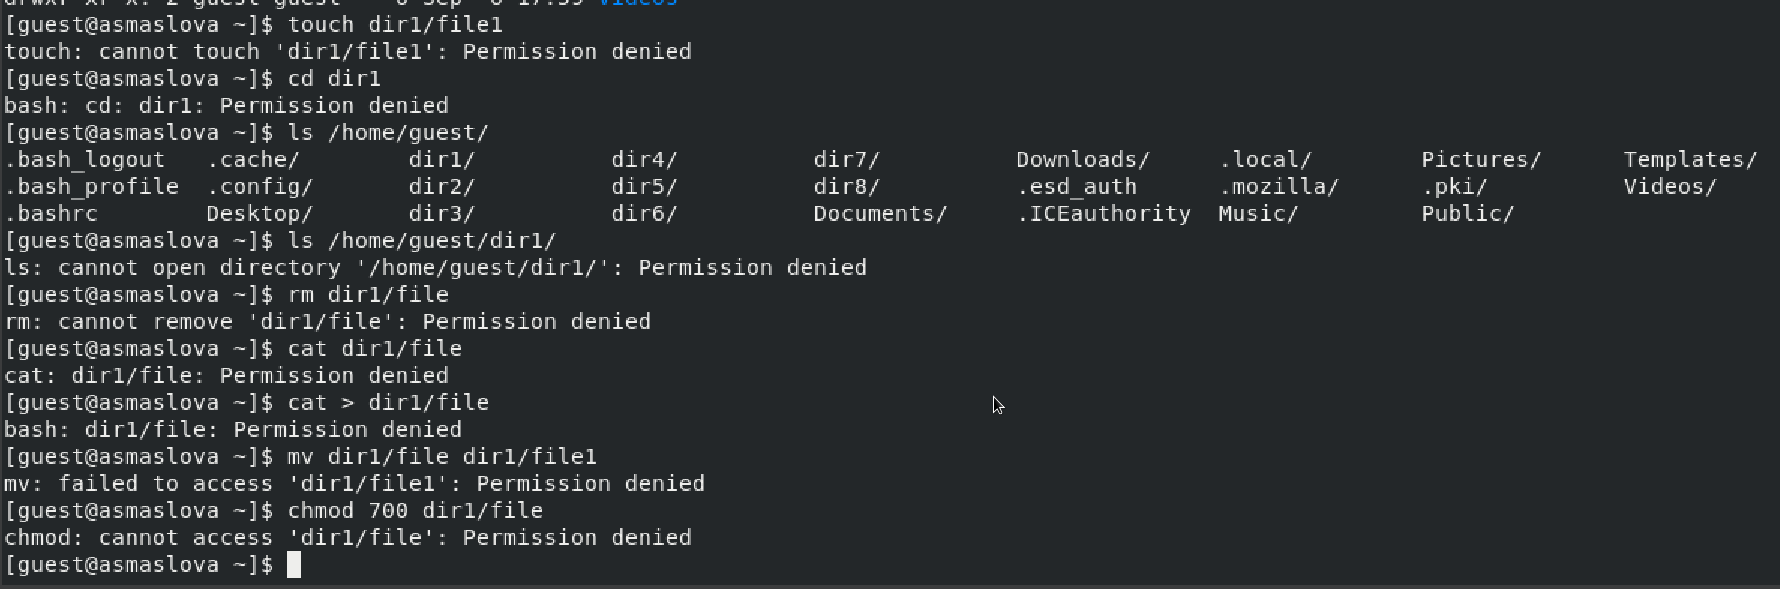 [guest@asmaslova ~]$ touch dir1/file1
touch: cannot touch 'dir1/file1': Permission denied
[guest@asmaslova ~]$ cd dir1
bash: cd: dir1: Permission denied
[guest@asmaslova ~]$ ls /home/guest/
.bash_logout .cache/ dir1/ dir4/ dir7/ Downloads/ .local/ Pictures/ Templates/
.bash_profile .config/ dir2/ dir5/ dir8/ .esd_auth .mozilla/ .pki/ Videos/
.bashrc Desktop/ dir3/ dir6/ Documents/ .ICEauthority Music/ Public/
[guest@asmaslova ~]$ ls /home/guest/dir1/
ls: cannot open directory '/home/guest/dir1/': Permission denied
[guest@asmaslova ~]$ rm dir1/file
rm: cannot remove 'dir1/file': Permission denied
[guest@asmaslova ~]$ cat dir1/file
cat: dir1/file: Permission denied
[guest@asmaslova ~]$ cat > dir1/file
bash: dir1/file: Permission denied
[guest@asmaslova ~]$ mv dir1/file dir1/file1
mv: failed to access 'dir1/file1': Permission denied
[guest@asmaslova ~]$ chmod 700 dir1/file
chmod: cannot access 'dir1/file': Permission denied
[guest@asmaslova ~]$